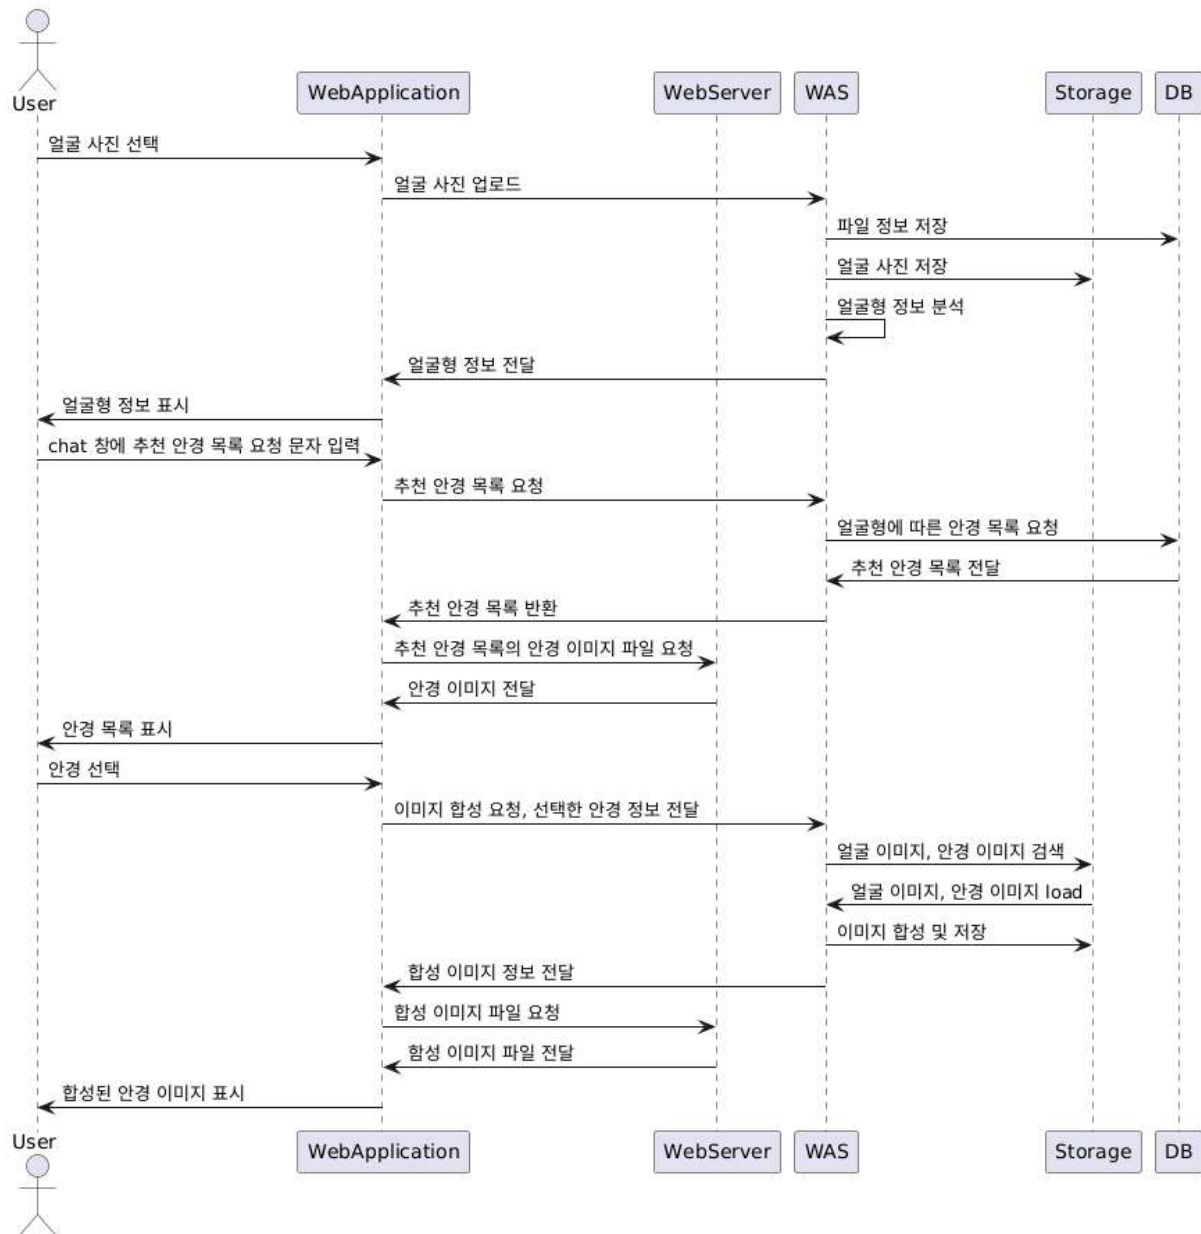 User
WebApplication
WebServer
WAS
Storage
DB
얼굴 사진 선택
얼굴 사진 업로드
파일 정보 저장
얼굴 사진 저장
얼굴형 정보 분석
얼굴형 정보 전달
얼굴형 정보 표시
chat 창에 추천 안경 목록 요청 문자 입력
추천 안경 목록 요청
얼굴형에 따른 안경 목록 요청
추천 안경 목록 전달
추천 안경 목록 반환
추천 안경 목록의 안경 이미지 파일 요청
안경 이미지 전달
안경 목록 표시
안경 선택
이미지 합성 요청, 선택한 안경 정보 전달
얼굴 이미지, 안경 이미지 검색
얼굴 이미지, 안경 이미지 load
이미지 합성 및 저장
합성 이미지 정보 전달
합성 이미지 파일 요청
함성 이미지 파일 전달
합성된 안경 이미지 표시
User
WebApplication
WebServer
WAS
Storage
DB